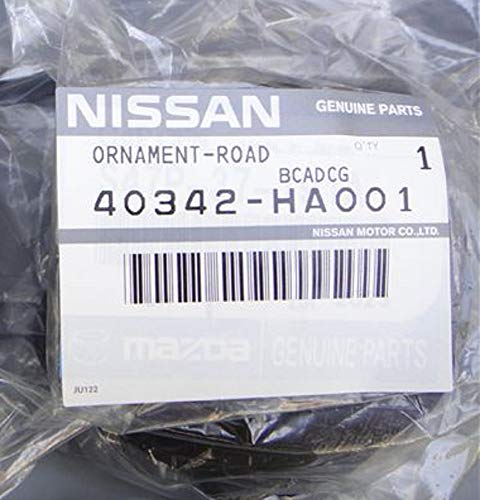 NISSAN GENUINE PARTS
ORNAMENT-ROAD Q'TY 1
BCADCG
40342-HA001
NISSAN MOTOR CO.,LTD.
mazda GENUINE PARTS
JU122